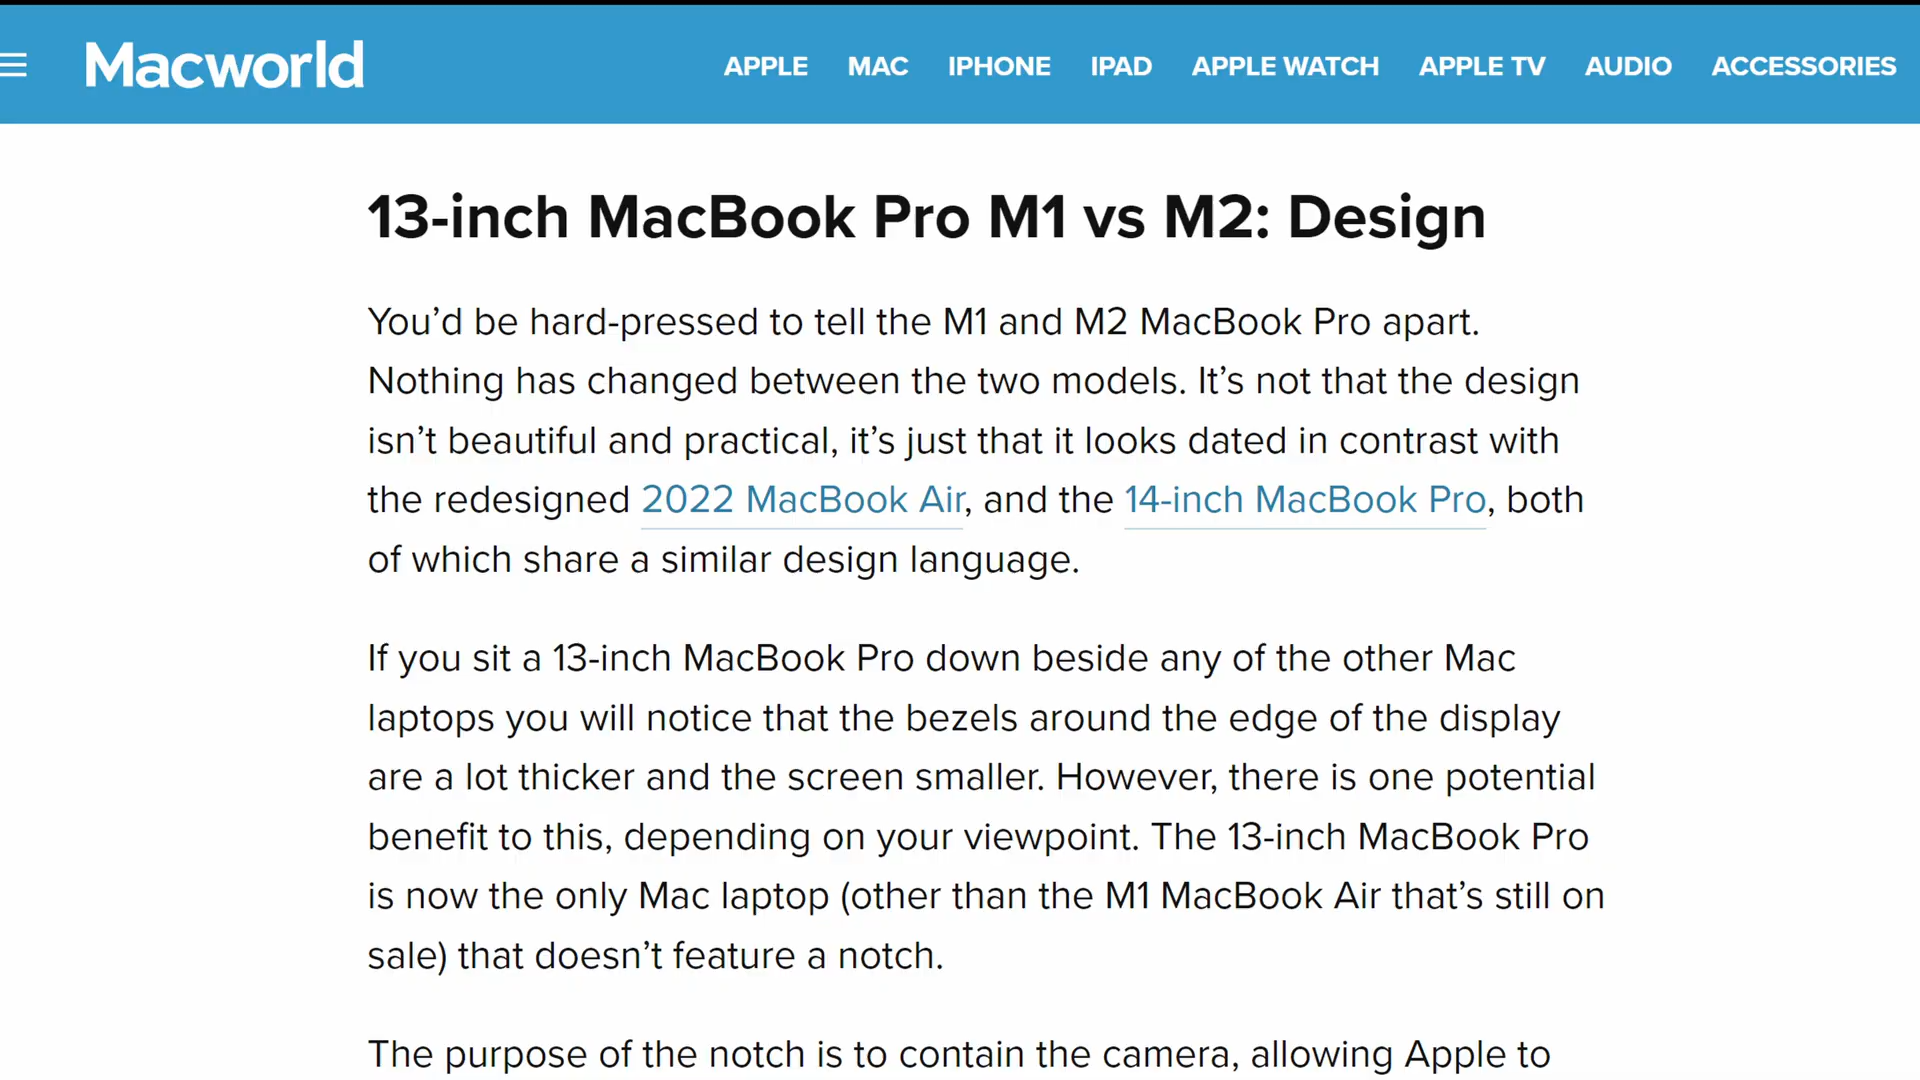 Macworld
APPLE MAC IPHONE IPAD APPLE WATCH APPLE TV AUDIO ACCESSORIES
13-inch MacBook Pro M1 vs M2: Design
You’d be hard-pressed to tell the M1 and M2 MacBook Pro apart.
Nothing has changed between the two models. It’s not that the design
isn’t beautiful and practical, it’s just that it looks dated in contrast with
the redesigned 2022 MacBook Air, and the 14-inch MacBook Pro, both
of which share a similar design language.
If you sit a 13-inch MacBook Pro down beside any of the other Mac
laptops you will notice that the bezels around the edge of the display
are a lot thicker and the screen smaller. However, there is one potential
benefit to this, depending on your viewpoint. The 13-inch MacBook Pro
is now the only Mac laptop (other than the M1 MacBook Air that’s still on
sale) that doesn’t feature a notch.
The purpose of the notch is to contain the camera, allowing Apple to